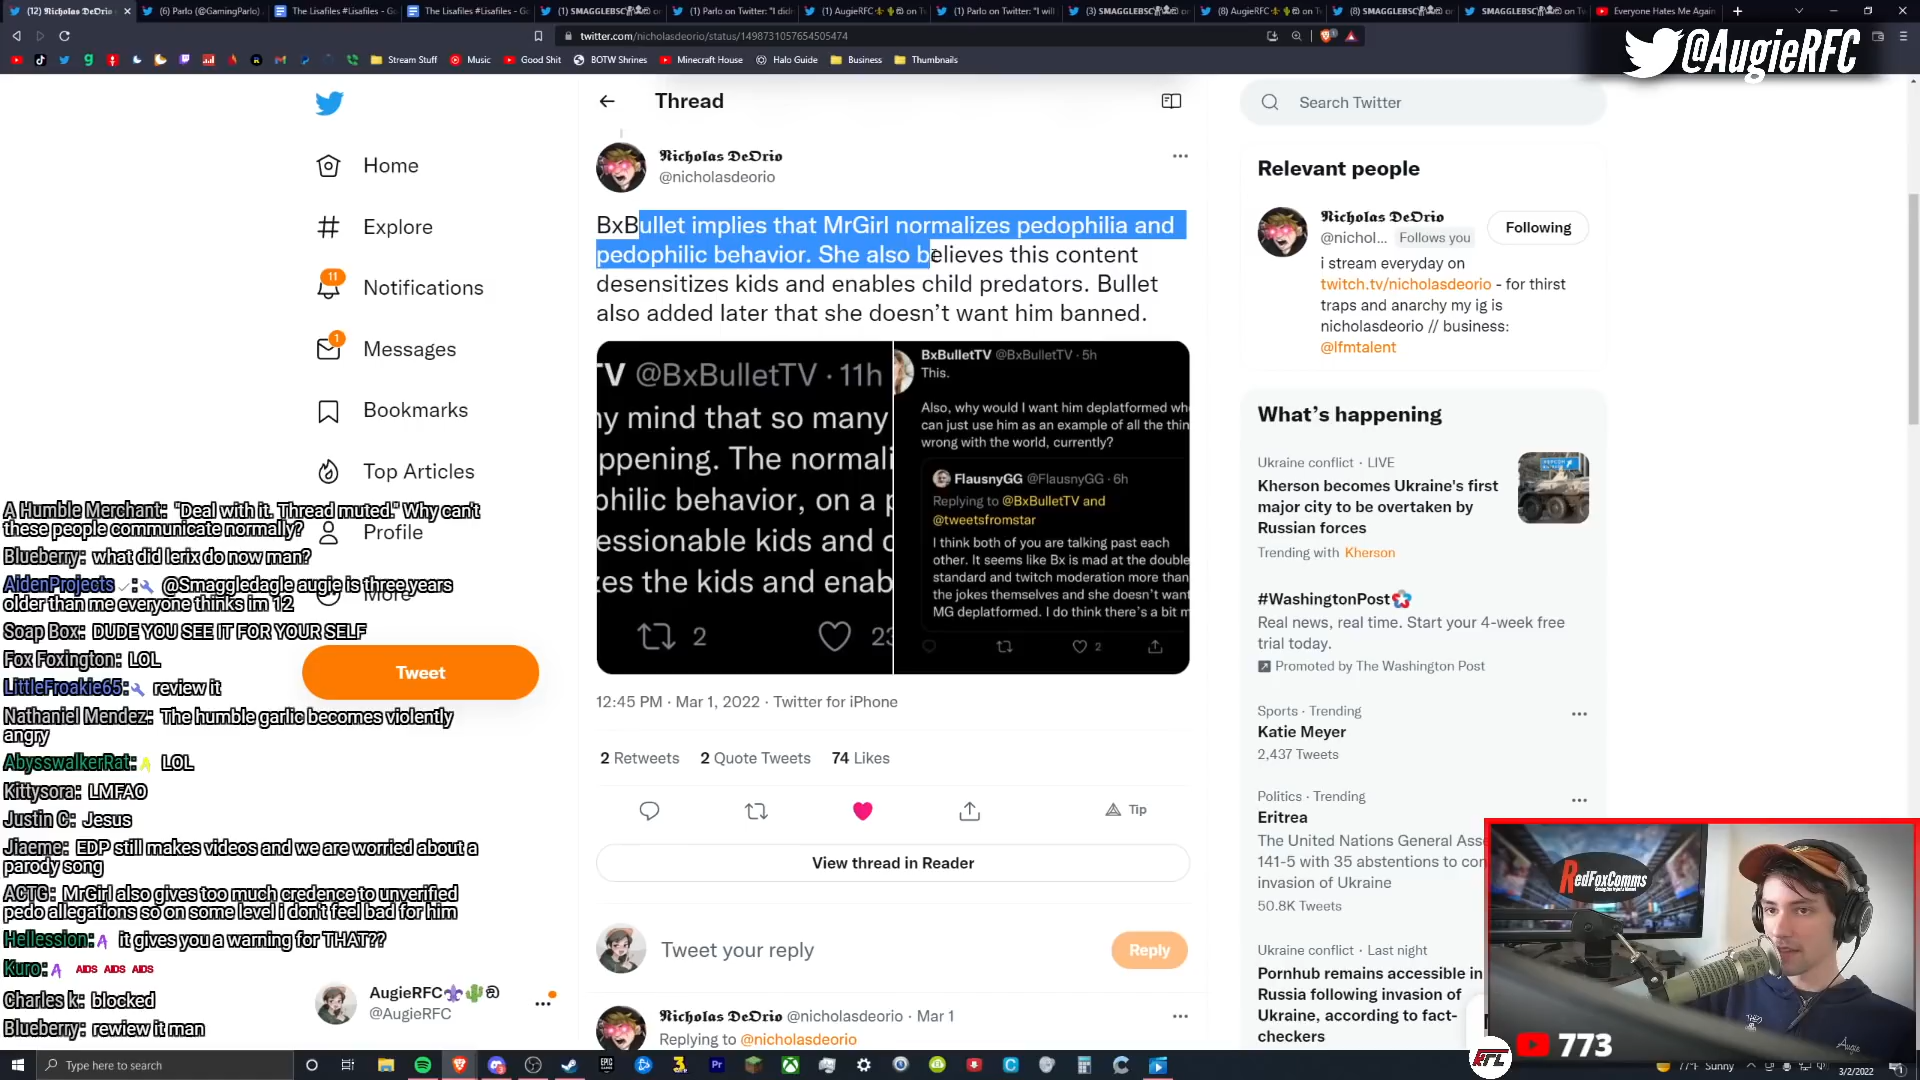 (12) Nicholas DeOrio
(6) Parlo (@GamingParlo)
The Lisafiles #Lisafiles - Go
The Lisafiles #Lisafiles - Go
(1) SMAGGLEBSC
(1) Parlo on Twitter: "I didn
(1) AugieRFC
(1) Parlo on Twitter: "I will
(3) SMAGGLEBSC
(8) AugieRFC
(8) SMAGGLEBSC
SMAGGLEBSC
Everyone Hates Me Again
twitter.com/nicholasdeorio/status/1498731057654505474
Stream Stuff
Music
Good Shit
BOTW Shrines
Minecraft House
Halo Guide
Business
Thumbnails
@AugieRFC
Home
Explore
11
Notifications
1
Messages
Bookmarks
Top Articles
Profile
More
Tweet
AugieRFC
@AugieRFC
Thread
Nicholas DeOrio
@nicholasdeorio
BxBullet implies that MrGirl normalizes pedophilia and
pedophilic behavior. She also believes this content
desensitizes kids and enables child predators. Bullet
also added later that she doesn't want him banned.
TV @BxBulletTV · 11h
ny mind that so many
ppening. The normali
philic behavior, on a p
essionable kids and c
zes the kids and enab
2
23
BxBulletTV @BxBulletTV · 5h
This.
Also, why would I want him deplatformed wh
can just use him as an example of all the thin
wrong with the world, currently?
FlausnyGG @FlausnyGG · 6h
Replying to @BxBulletTV and
@tweetsfromstar
I think both of you are talking past each
other. It seems like Bx is mad at the double
standard and twitch moderation more than
the jokes themselves and she doesn't want
MG deplatformed. I do think there's a bit m
2
12:45 PM · Mar 1, 2022 · Twitter for iPhone
2 Retweets 2 Quote Tweets 74 Likes
Tip
View thread in Reader
Tweet your reply
Reply
Nicholas DeOrio @nicholasdeorio · Mar 1
Replying to @nicholasdeorio
Search Twitter
Relevant people
Nicholas DeOrio
@nichol... Follows you
Following
i stream everyday on
twitch.tv/nicholasdeorio - for thirst
traps and anarchy my ig is
nicholasdeorio // business:
@lfmtalent
What's happening
Ukraine conflict · LIVE
Kherson becomes Ukraine's first
major city to be overtaken by
Russian forces
Trending with Kherson
#WashingtonPost
Real news, real time. Start your 4-week free
trial today.
Promoted by The Washington Post
Sports · Trending
Katie Meyer
2,437 Tweets
Politics · Trending
Eritrea
The United Nations General Asse
141-5 with 35 abstentions to con
invasion of Ukraine
50.8K Tweets
Ukraine conflict · Last night
Pornhub remains accessible in
Russia following invasion of
Ukraine, according to fact-
checkers
A Humble Merchant: "Deal with it. Thread muted." Why can't
these people communicate normally?
Blueberry: what did lerix do now man?
AidenProjects: @Smaggledagle augie is three years
older than me everyone thinks im 12
Soap Box: DUDE YOU SEE IT FOR YOUR SELF
Fox Foxington: LOL
LittleFroakie65: review it
Nathaniel Mendez: The humble garlic becomes violently
angry
AbysswalkerRat: LOL
Kittysora: LMFAO
Justin C: Jesus
Jiaeme: EDP still makes videos and we are worried about a
parody song
ACTG: MrGirl also gives too much credence to unverified
pedo allegations so on some level i don't feel bad for him
Hellession: it gives you a warning for THAT??
Kuro: AIDS AIDS AIDS
Charles k: blocked
Blueberry: rewiew it man
RedFoxComms
Augie
RFC
773
Type here to search
77°F Sunny
3/2/2022